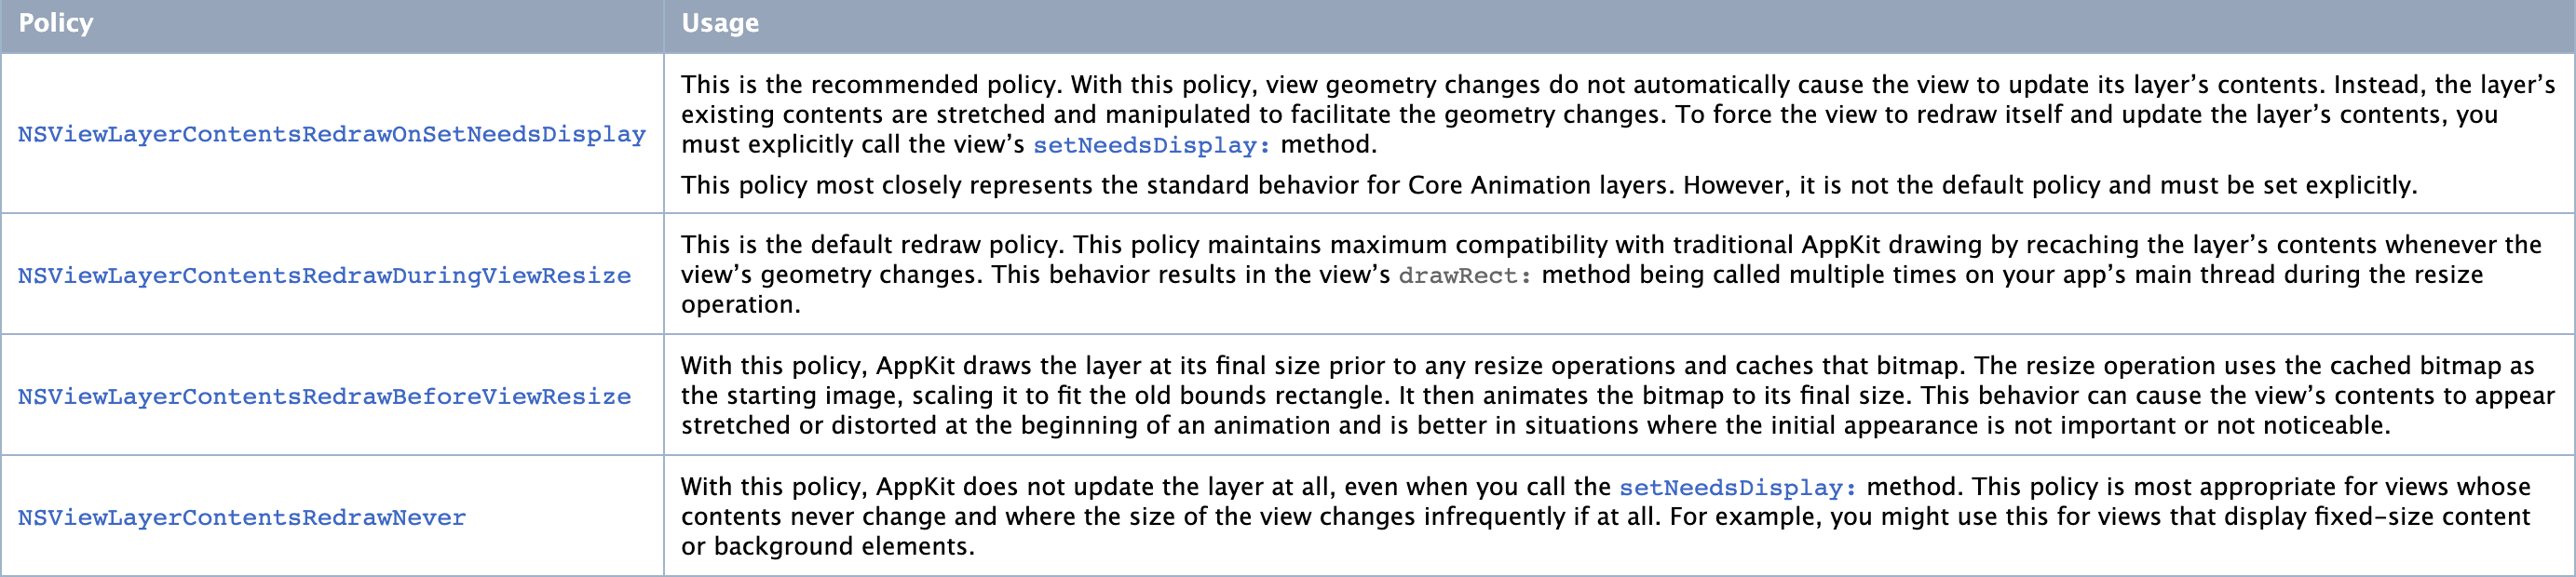 Policy
Usage
NSViewLayerContentsRedrawOnSetNeedsDisplay
This is the recommended policy. With this policy, view geometry changes do not automatically cause the view to update its layer’s contents. Instead, the layer’s
existing contents are stretched and manipulated to facilitate the geometry changes. To force the view to redraw itself and update the layer’s contents, you
must explicitly call the view’s setNeedsDisplay: method.
This policy most closely represents the standard behavior for Core Animation layers. However, it is not the default policy and must be set explicitly.
NSViewLayerContentsRedrawDuringViewResize
This is the default redraw policy. This policy maintains maximum compatibility with traditional AppKit drawing by recaching the layer’s contents whenever the
view’s geometry changes. This behavior results in the view’s drawRect: method being called multiple times on your app’s main thread during the resize
operation.
NSViewLayerContentsRedrawBeforeViewResize
With this policy, AppKit draws the layer at its final size prior to any resize operations and caches that bitmap. The resize operation uses the cached bitmap as
the starting image, scaling it to fit the old bounds rectangle. It then animates the bitmap to its final size. This behavior can cause the view’s contents to appear
stretched or distorted at the beginning of an animation and is better in situations where the initial appearance is not important or not noticeable.
NSViewLayerContentsRedrawNever
With this policy, AppKit does not update the layer at all, even when you call the setNeedsDisplay: method. This policy is most appropriate for views whose
contents never change and where the size of the view changes infrequently if at all. For example, you might use this for views that display fixed-size content
or background elements.